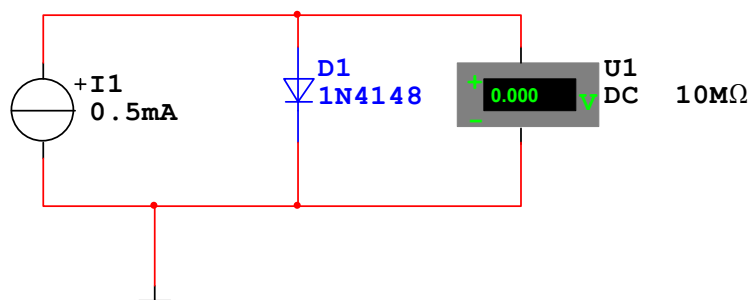 +I1
0.5mA
D1
1N4148
+
0.000
V
−
U1
DC 10MΩ